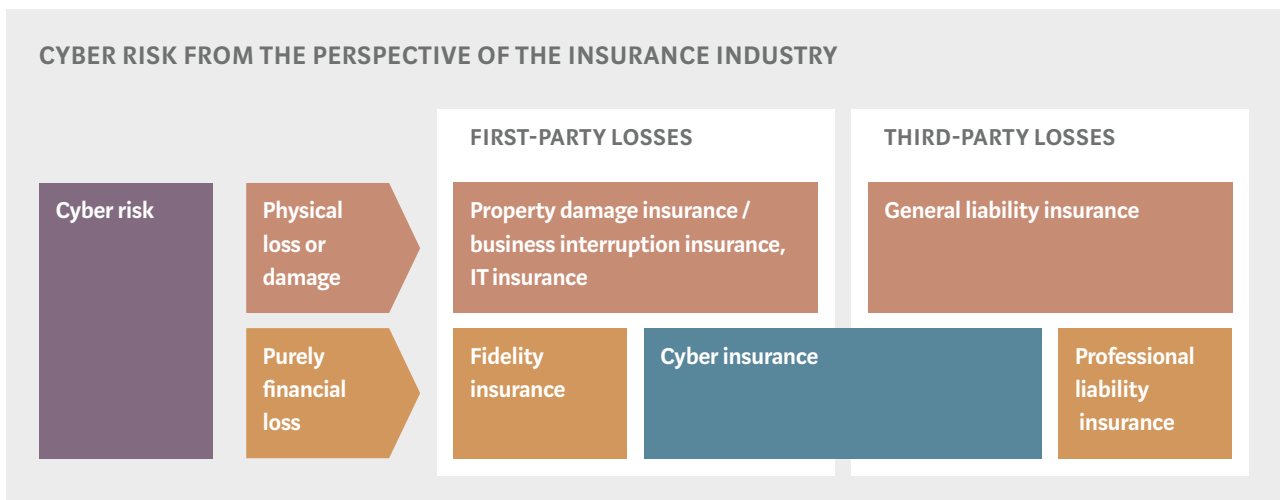 CYBER RISK FROM THE PERSPECTIVE OF THE INSURANCE INDUSTRY
FIRST-PARTY LOSSES
THIRD-PARTY LOSSES
Cyber risk
Physical
loss or
damage
Property damage insurance /
business interruption insurance,
IT insurance
General liability insurance
Purely
financial
loss
Fidelity
insurance
Cyber insurance
Professional
liability
insurance